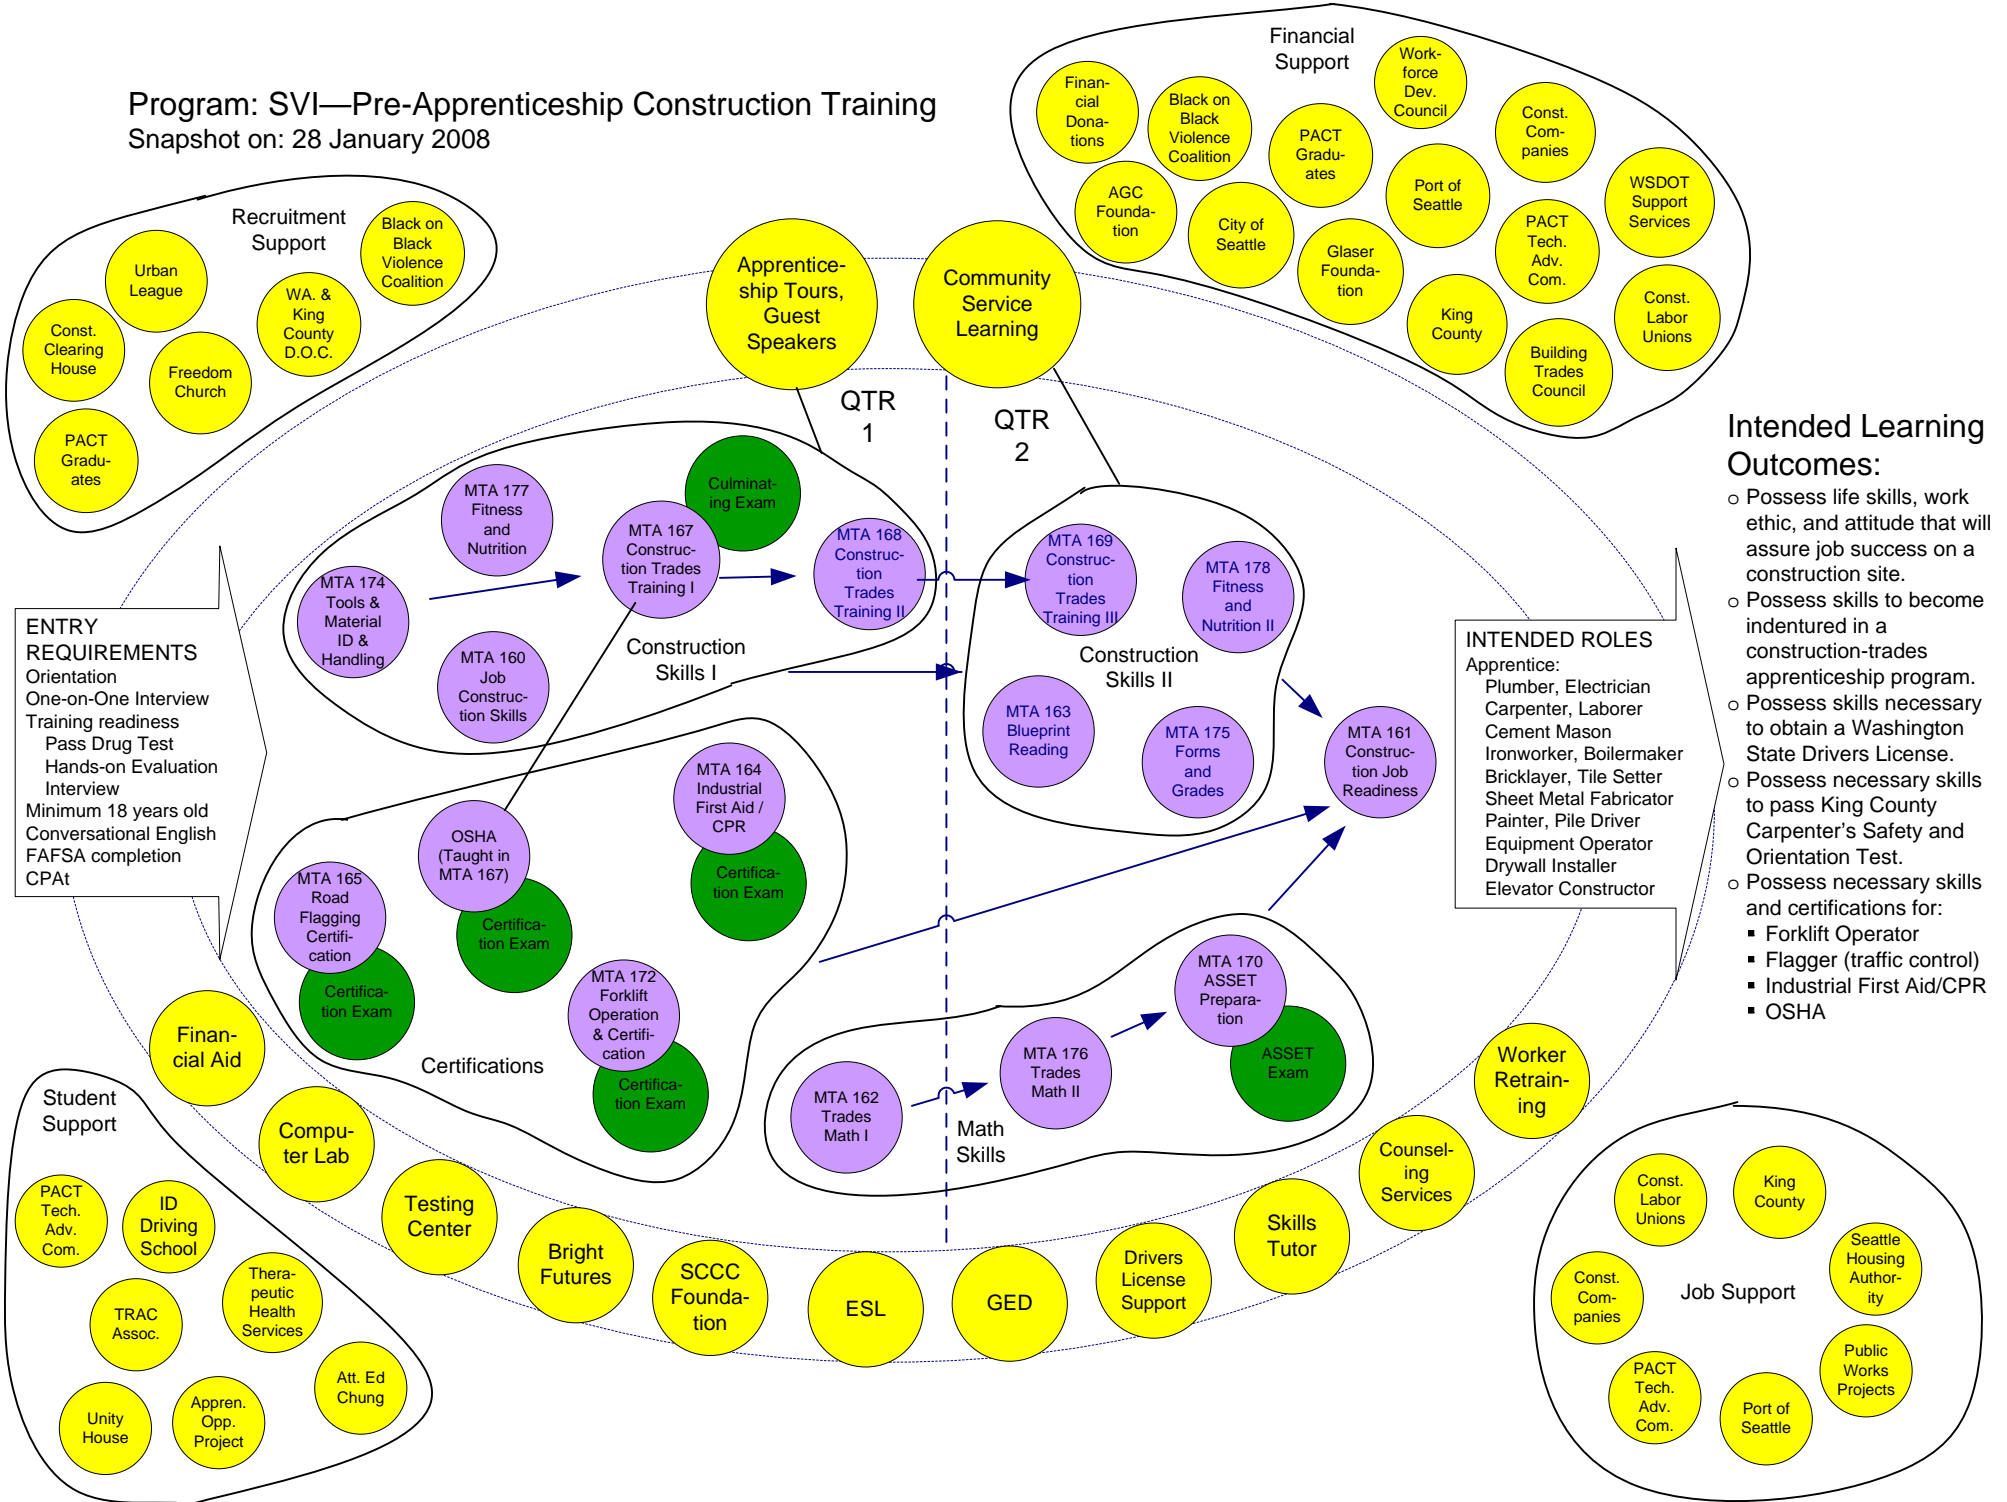 Program: SVI—Pre-Apprenticeship Construction Training
Snapshot on: 28 January 2008
Recruitment
Support
Urban
League
Black on
Black
Violence
Coalition
WA. &
King
County
D.O.C.
Const.
Clearing
House
Freedom
Church
PACT
Gradu-
ates
Financial
Support
Finan-
cial
Dona-
tions
Black on
Black
Violence
Coalition
PACT
Gradu-
ates
Work-
force
Dev.
Council
Const.
Com-
panies
AGC
Founda-
tion
City of
Seattle
Glaser
Founda-
tion
Port of
Seattle
PACT
Tech.
Adv.
Com.
WSDOT
Support
Services
King
County
Building
Trades
Council
Const.
Labor
Unions
Apprentice-
ship Tours,
Guest
Speakers
Community
Service
Learning
QTR
1
QTR
2
ENTRY
REQUIREMENTS
Orientation
One-on-One Interview
Training readiness
Pass Drug Test
Hands-on Evaluation
Interview
Minimum 18 years old
Conversational English
FAFSA completion
CPAt
MTA 174
Tools &
Material
ID &
Handling
MTA 177
Fitness
and
Nutrition
MTA 160
Job
Construc-
tion Skills
MTA 167
Construc-
tion Trades
Training I
Culminat-
ing Exam
MTA 168
Construc-
tion
Trades
Training II
Construction
Skills I
MTA 169
Construc-
tion
Trades
Training III
MTA 178
Fitness
and
Nutrition II
Construction
Skills II
MTA 163
Blueprint
Reading
MTA 175
Forms
and
Grades
MTA 161
Construc-
tion Job
Readiness
MTA 165
Road
Flagging
Certifi-
cation
Certifica-
tion Exam
OSHA
(Taught in
MTA 167)
Certifica-
tion Exam
MTA 164
Industrial
First Aid /
CPR
Certifica-
tion Exam
MTA 172
Forklift
Operation
& Certifi-
cation
Certifica-
tion Exam
Certifications
MTA 162
Trades
Math I
MTA 176
Trades
Math II
MTA 170
ASSET
Prepara-
tion
ASSET
Exam
Math
Skills
INTENDED ROLES
Apprentice:
Plumber, Electrician
Carpenter, Laborer
Cement Mason
Ironworker, Boilermaker
Bricklayer, Tile Setter
Sheet Metal Fabricator
Painter, Pile Driver
Equipment Operator
Drywall Installer
Elevator Constructor
Intended Learning
Outcomes:
o Possess life skills, work
ethic, and attitude that will
assure job success on a
construction site.
o Possess skills to become
indentured in a
construction-trades
apprenticeship program.
o Possess skills necessary
to obtain a Washington
State Drivers License.
o Possess necessary skills
to pass King County
Carpenter's Safety and
Orientation Test.
o Possess necessary skills
and certifications for:
▪ Forklift Operator
▪ Flagger (traffic control)
▪ Industrial First Aid/CPR
▪ OSHA
Finan-
cial Aid
Compu-
ter Lab
Testing
Center
Bright
Futures
SCCC
Founda-
tion
ESL
GED
Drivers
License
Support
Skills
Tutor
Counsel-
ing
Services
Worker
Retrain-
ing
Student
Support
PACT
Tech.
Adv.
Com.
ID
Driving
School
TRAC
Assoc.
Thera-
peutic
Health
Services
Unity
House
Appren.
Opp.
Project
Att. Ed
Chung
Job Support
Const.
Labor
Unions
King
County
Seattle
Housing
Author-
ity
Const.
Com-
panies
Public
Works
Projects
PACT
Tech.
Adv.
Com.
Port of
Seattle